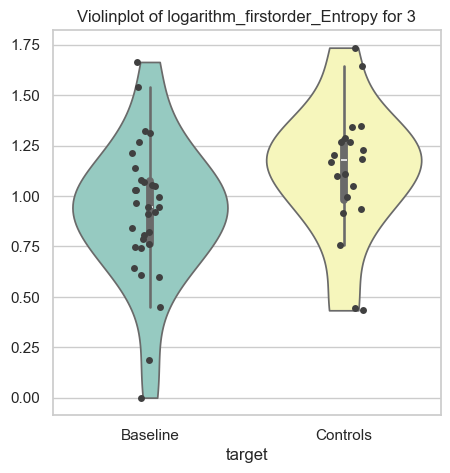 Violinplot of logarithm_firstorder_Entropy for 3
1.75
1.50
1.25
1.00
0.75
0.50
0.25
0.00
Baseline Controls
target